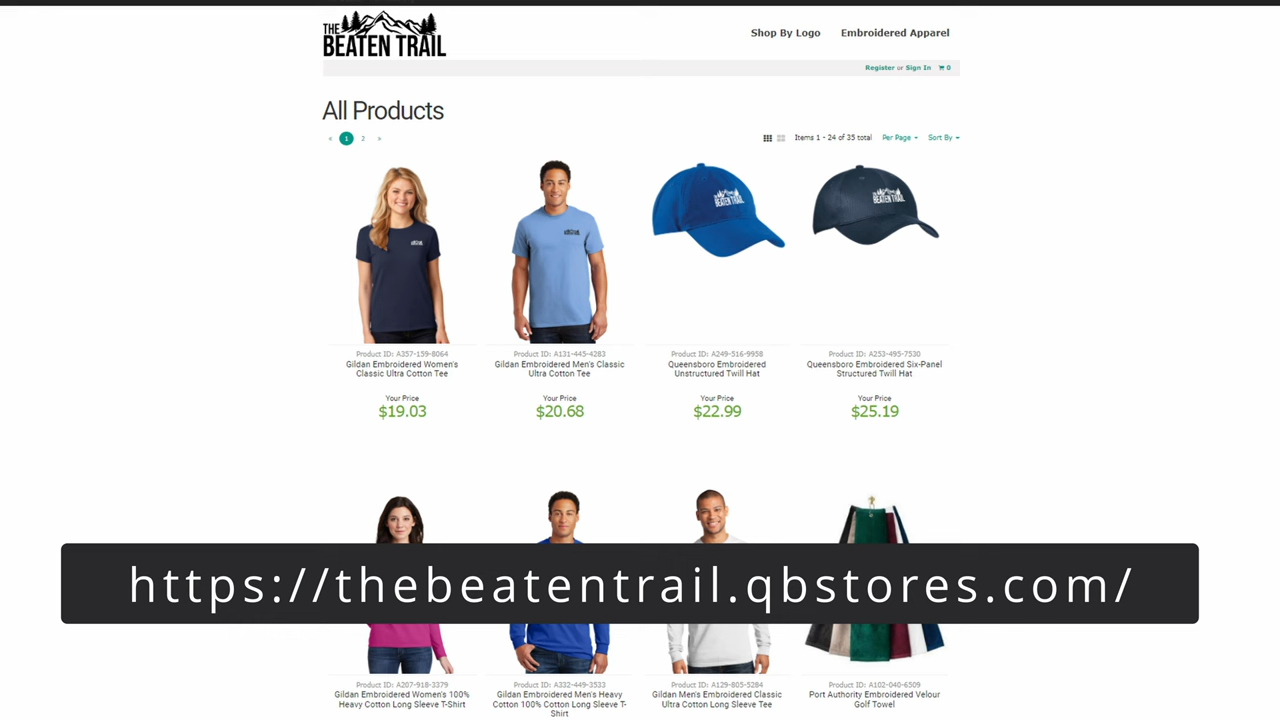 THE
BEATEN TRAIL
Shop By Logo Embroidered Apparel
Register or Sign In 0
All Products
« 1 2 » Items 1 - 24 of 35 total Per Page Sort By
BEATEN TRAIL BEATEN TRAIL
Product ID: A357-159-8064 Product ID: A131-445-4283 Product ID: A249-516-9958 Product ID: A253-495-7530
Gildan Embroidered Women's Gildan Embroidered Men's Classic Queensboro Embroidered Queensboro Embroidered Six-Panel
Classic Ultra Cotton Tee Ultra Cotton Tee Unstructured Twill Hat Structured Twill Hat
Your Price Your Price Your Price Your Price
$19.03 $20.68 $22.99 $25.19
https://thebeatentrail.qbstores.com/
Product ID: A207-918-3379 Product ID: A332-449-3533 Product ID: A129-805-5284 Product ID: A102-040-6509
Gildan Embroidered Women's 100% Gildan Embroidered Men's Heavy Gildan Men's Embroidered Classic Port Authority Embroidered Velour
Heavy Cotton Long Sleeve T-Shirt Cotton 100% Cotton Long Sleeve T- Ultra Cotton Long Sleeve Tee Golf Towel
Shirt